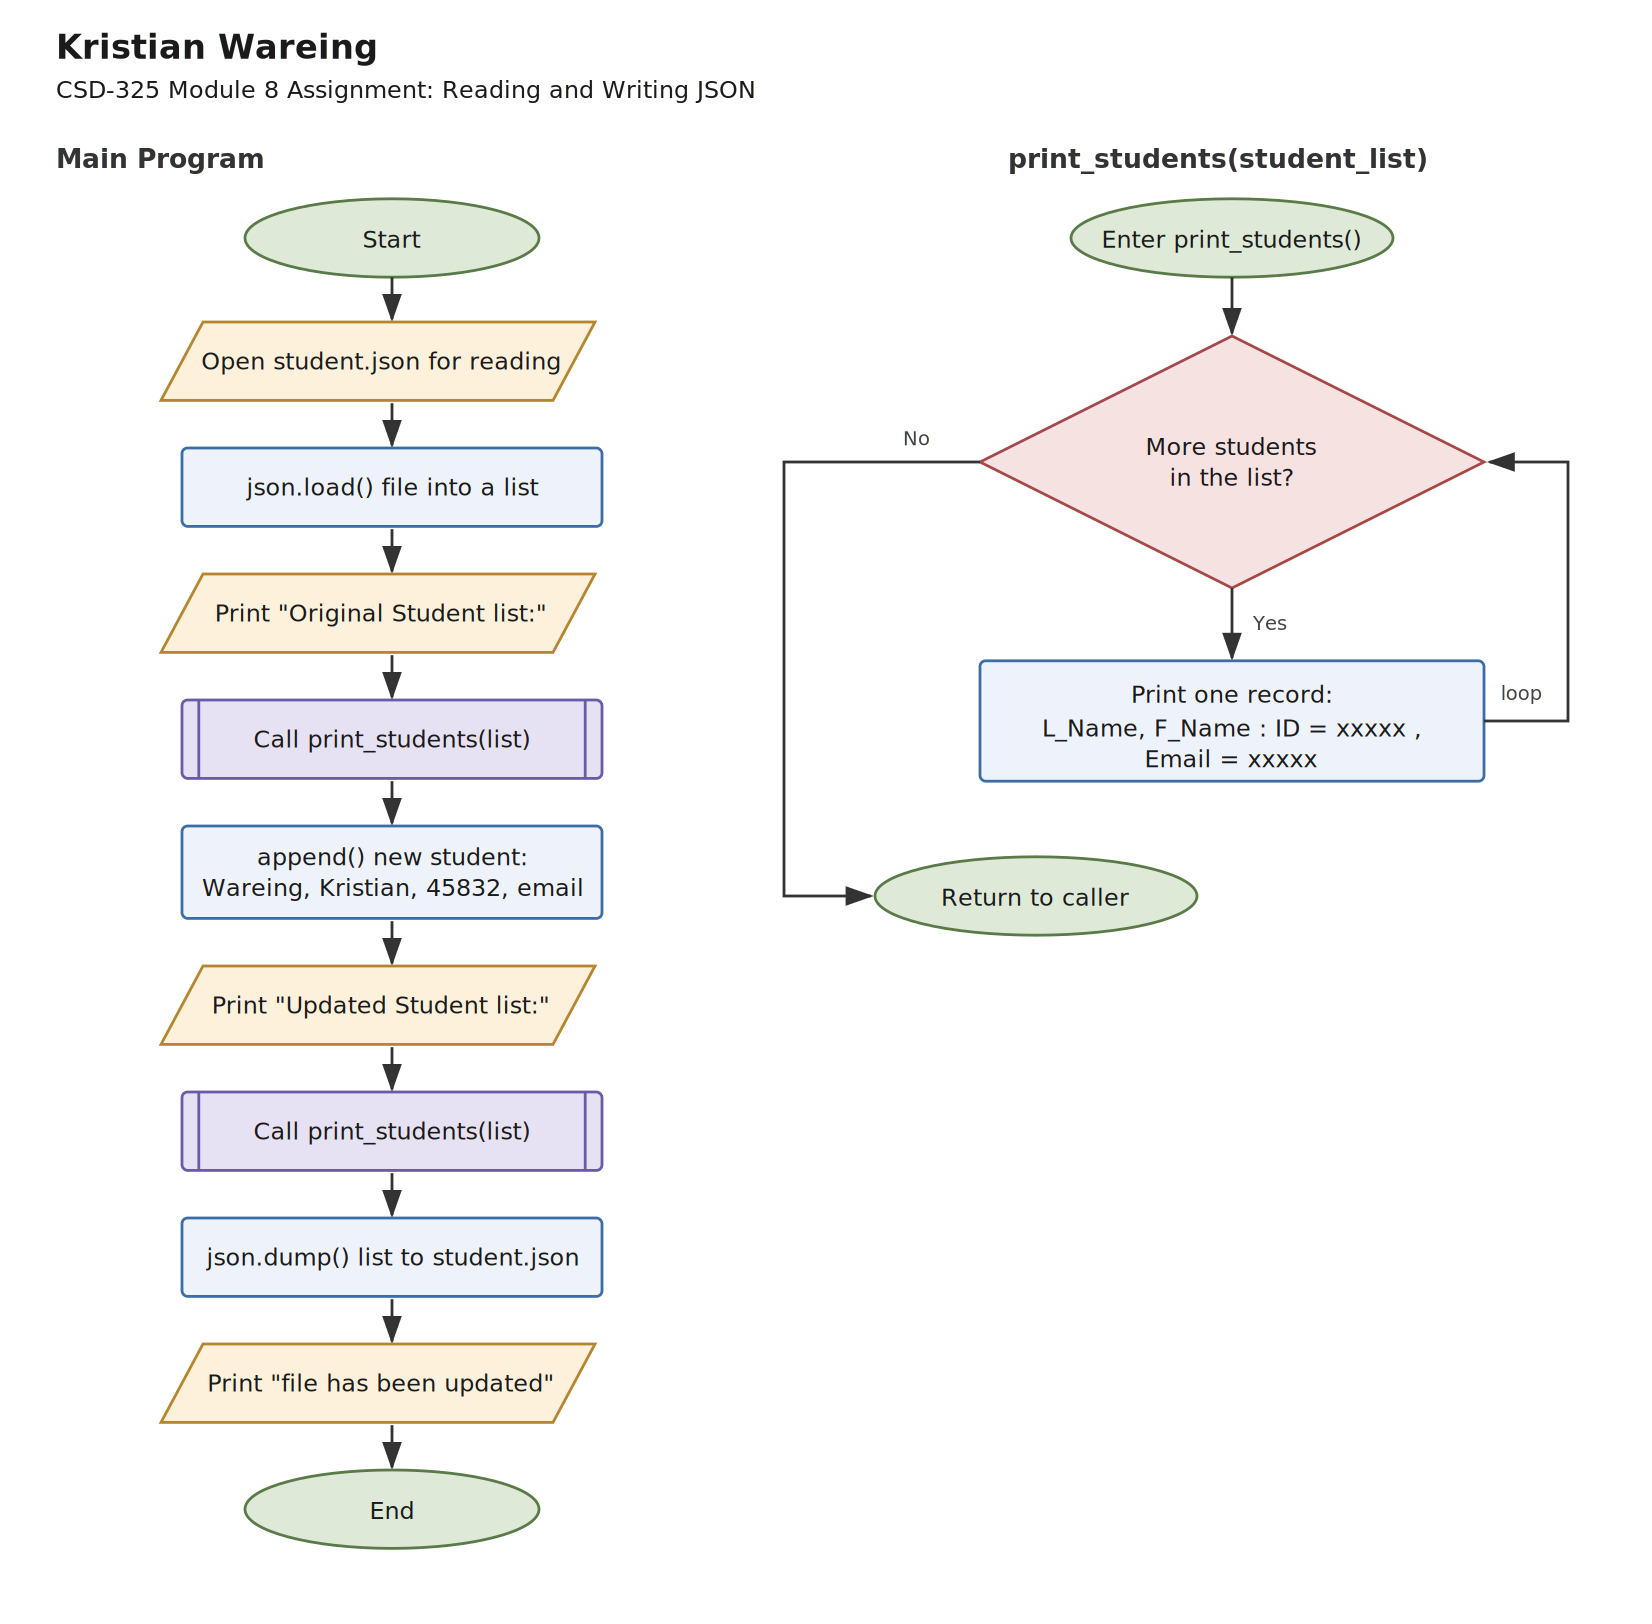 Kristian Wareing
CSD-325 Module 8 Assignment: Reading and Writing JSON
Main Program
Start
Open student.json for reading
json.load() file into a list
Print "Original Student list:"
Call print_students(list)
append() new student:
Wareing, Kristian, 45832, email
Print "Updated Student list:"
Call print_students(list)
json.dump() list to student.json
Print "file has been updated"
End
print_students(student_list)
Enter print_students()
More students
in the list?
No
Yes
Print one record:
L_Name, F_Name : ID = xxxxx ,
Email = xxxxx
loop
Return to caller